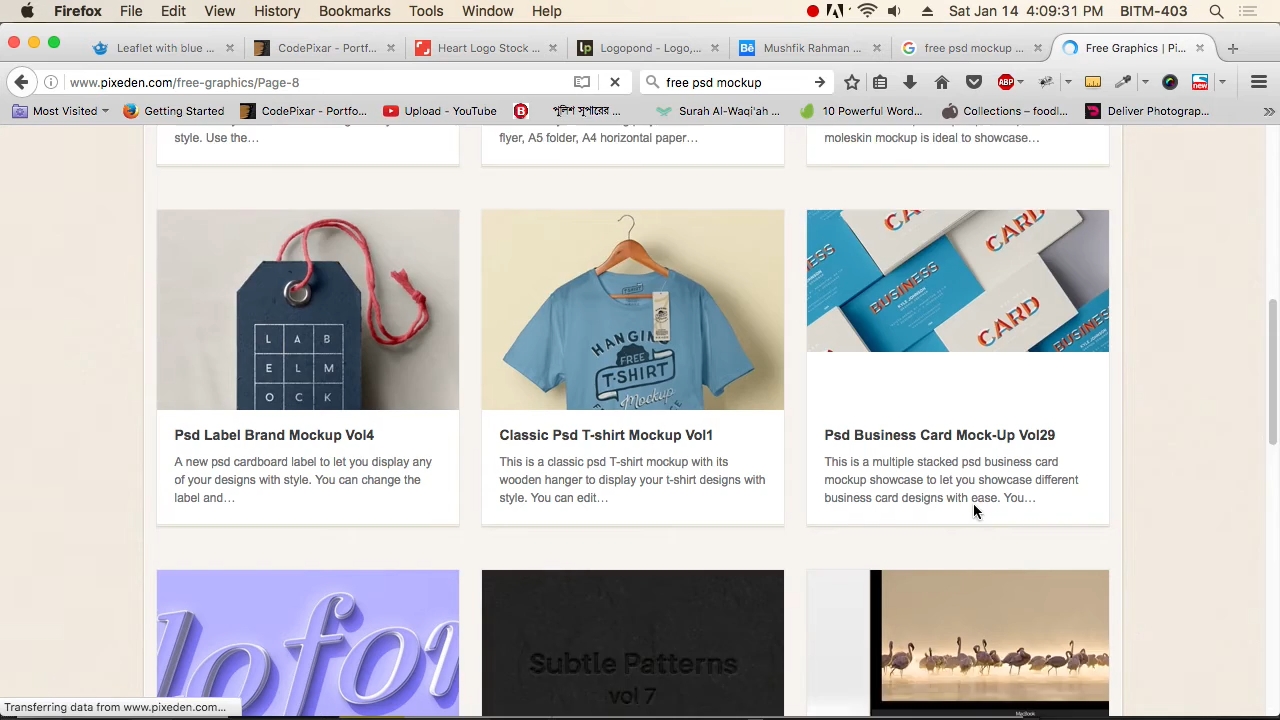 Firefox File Edit View History Bookmarks Tools Window Help Sat Jan 14 4:09:31 PM BITM-403
Leaflet with blue ... CodePixar - Portfo... Heart Logo Stock ... Logopond - Logo, ... Mushfik Rahman ... free psd mockup ... Free Graphics | Pi...
www.pixeden.com/free-graphics/Page-8 free psd mockup ABP new
Most Visited Getting Started CodePixar - Portfo... Upload - YouTube পুলিশ সুপারের ... Surah Al-Waqi'ah ... 10 Powerful Word... Collections – foodl... Deliver Photograp...
style. Use the…
flyer, A5 folder, A4 horizontal paper…
moleskin mockup is ideal to showcase…
L A B
E L M
O C K
HANGING
FREE
T-SHIRT
Mockup
BUSINESS
CARD
Psd Label Brand Mockup Vol4
A new psd cardboard label to let you display any
of your designs with style. You can change the
label and…
Classic Psd T-shirt Mockup Vol1
This is a classic psd T-shirt mockup with its
wooden hanger to display your t-shirt designs with
style. You can edit…
Psd Business Card Mock-Up Vol29
This is a multiple stacked psd business card
mockup showcase to let you showcase different
business card designs with ease. You…
Subtle Patterns
vol 7
MacBook
Transferring data from www.pixeden.com…